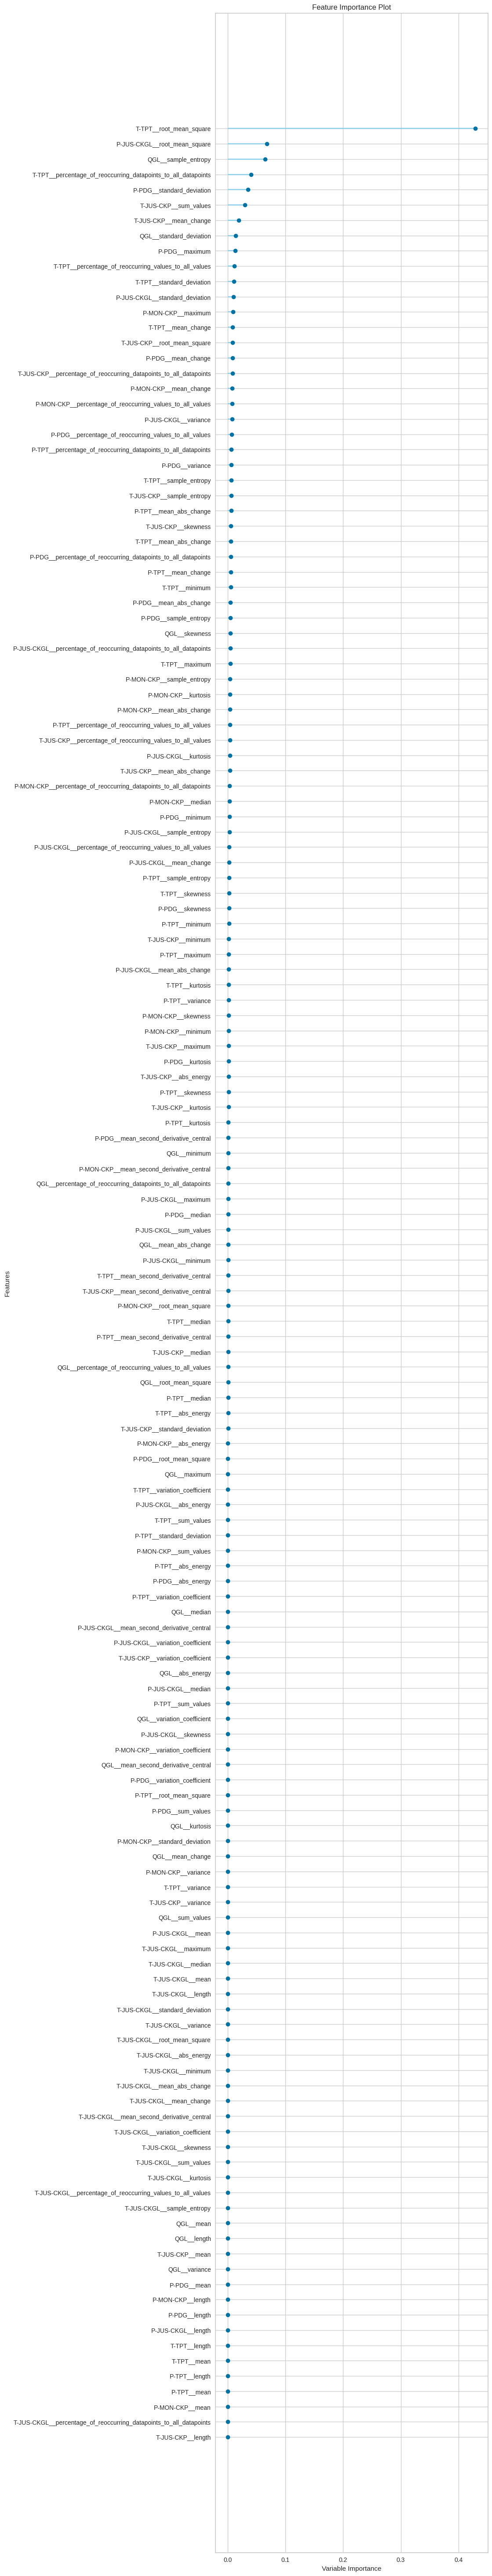 Feature Importance Plot
T-TPT__root_mean_square
P-JUS-CKGL__root_mean_square
QGL__sample_entropy
T-TPT__percentage_of_reoccurring_datapoints_to_all_datapoints
P-PDG__standard_deviation
T-JUS-CKP__sum_values
T-JUS-CKP__mean_change
QGL__standard_deviation
P-PDG__maximum
T-TPT__percentage_of_reoccurring_values_to_all_values
T-TPT__standard_deviation
P-JUS-CKGL__standard_deviation
P-MON-CKP__maximum
T-TPT__mean_change
T-JUS-CKP__root_mean_square
P-PDG__mean_change
T-JUS-CKP__percentage_of_reoccurring_datapoints_to_all_datapoints
P-MON-CKP__mean_change
P-MON-CKP__percentage_of_reoccurring_values_to_all_values
P-JUS-CKGL__variance
P-PDG__percentage_of_reoccurring_values_to_all_values
P-TPT__percentage_of_reoccurring_datapoints_to_all_datapoints
P-PDG__variance
T-TPT__sample_entropy
T-JUS-CKP__sample_entropy
P-TPT__mean_abs_change
T-JUS-CKP__skewness
T-TPT__mean_abs_change
P-PDG__percentage_of_reoccurring_datapoints_to_all_datapoints
P-TPT__mean_change
T-TPT__minimum
P-PDG__mean_abs_change
P-PDG__sample_entropy
QGL__skewness
P-JUS-CKGL__percentage_of_reoccurring_datapoints_to_all_datapoints
T-TPT__maximum
P-MON-CKP__sample_entropy
P-MON-CKP__kurtosis
P-MON-CKP__mean_abs_change
P-TPT__percentage_of_reoccurring_values_to_all_values
T-JUS-CKP__percentage_of_reoccurring_values_to_all_values
P-JUS-CKGL__kurtosis
T-JUS-CKP__mean_abs_change
P-MON-CKP__percentage_of_reoccurring_datapoints_to_all_datapoints
P-MON-CKP__median
P-PDG__minimum
P-JUS-CKGL__sample_entropy
P-JUS-CKGL__percentage_of_reoccurring_values_to_all_values
P-JUS-CKGL__mean_change
P-TPT__sample_entropy
T-TPT__skewness
P-PDG__skewness
P-TPT__minimum
T-JUS-CKP__minimum
P-TPT__maximum
P-JUS-CKGL__mean_abs_change
T-TPT__kurtosis
P-TPT__variance
P-MON-CKP__skewness
P-MON-CKP__minimum
T-JUS-CKP__maximum
P-PDG__kurtosis
T-JUS-CKP__abs_energy
P-TPT__skewness
T-JUS-CKP__kurtosis
P-TPT__kurtosis
P-PDG__mean_second_derivative_central
QGL__minimum
P-MON-CKP__mean_second_derivative_central
QGL__percentage_of_reoccurring_datapoints_to_all_datapoints
P-JUS-CKGL__maximum
P-PDG__median
P-JUS-CKGL__sum_values
QGL__mean_abs_change
P-JUS-CKGL__minimum
T-TPT__mean_second_derivative_central
T-JUS-CKP__mean_second_derivative_central
P-MON-CKP__root_mean_square
T-TPT__median
P-TPT__mean_second_derivative_central
T-JUS-CKP__median
QGL__percentage_of_reoccurring_values_to_all_values
QGL__root_mean_square
P-TPT__median
T-TPT__abs_energy
T-JUS-CKP__standard_deviation
P-MON-CKP__abs_energy
P-PDG__root_mean_square
QGL__maximum
T-TPT__variation_coefficient
P-JUS-CKGL__abs_energy
T-TPT__sum_values
P-TPT__standard_deviation
P-MON-CKP__sum_values
P-TPT__abs_energy
P-PDG__abs_energy
P-TPT__variation_coefficient
QGL__median
P-JUS-CKGL__mean_second_derivative_central
P-JUS-CKGL__variation_coefficient
T-JUS-CKP__variation_coefficient
QGL__abs_energy
P-JUS-CKGL__median
P-TPT__sum_values
QGL__variation_coefficient
P-JUS-CKGL__skewness
P-MON-CKP__variation_coefficient
QGL__mean_second_derivative_central
P-PDG__variation_coefficient
P-TPT__root_mean_square
P-PDG__sum_values
QGL__kurtosis
P-MON-CKP__standard_deviation
QGL__mean_change
P-MON-CKP__variance
T-TPT__variance
T-JUS-CKP__variance
QGL__sum_values
P-JUS-CKGL__mean
T-JUS-CKGL__maximum
T-JUS-CKGL__median
T-JUS-CKGL__mean
T-JUS-CKGL__length
T-JUS-CKGL__standard_deviation
T-JUS-CKGL__variance
T-JUS-CKGL__root_mean_square
T-JUS-CKGL__abs_energy
T-JUS-CKGL__minimum
T-JUS-CKGL__mean_abs_change
T-JUS-CKGL__mean_change
T-JUS-CKGL__mean_second_derivative_central
T-JUS-CKGL__variation_coefficient
T-JUS-CKGL__skewness
T-JUS-CKGL__sum_values
T-JUS-CKGL__kurtosis
T-JUS-CKGL__percentage_of_reoccurring_values_to_all_values
T-JUS-CKGL__sample_entropy
QGL__mean
QGL__length
T-JUS-CKP__mean
QGL__variance
P-PDG__mean
P-MON-CKP__length
P-PDG__length
P-JUS-CKGL__length
T-TPT__length
T-TPT__mean
P-TPT__length
P-TPT__mean
P-MON-CKP__mean
T-JUS-CKGL__percentage_of_reoccurring_datapoints_to_all_datapoints
T-JUS-CKP__length
Features
0.0 0.1 0.2 0.3 0.4
Variable Importance